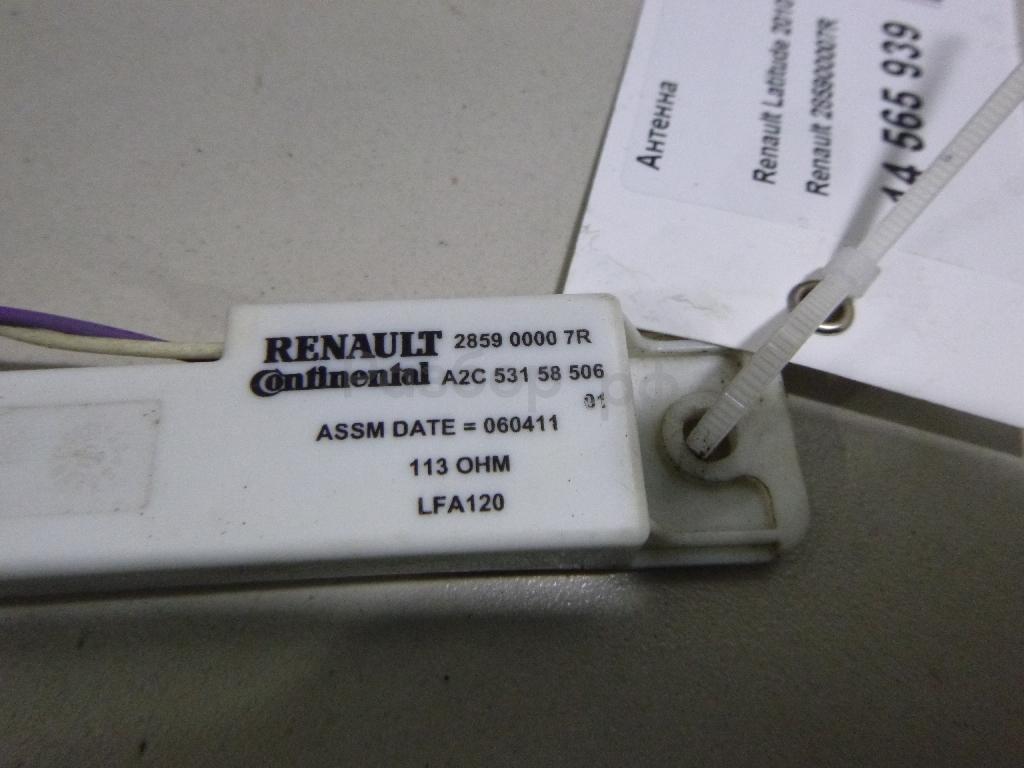 RENAULT 2859 0000 7R
Continental A2C 531 58 506
01
ASSM DATE = 060411
113 OHM
LFA120
Антенна
Renault Latitude 2010
Renault 285900007R
14 565 939